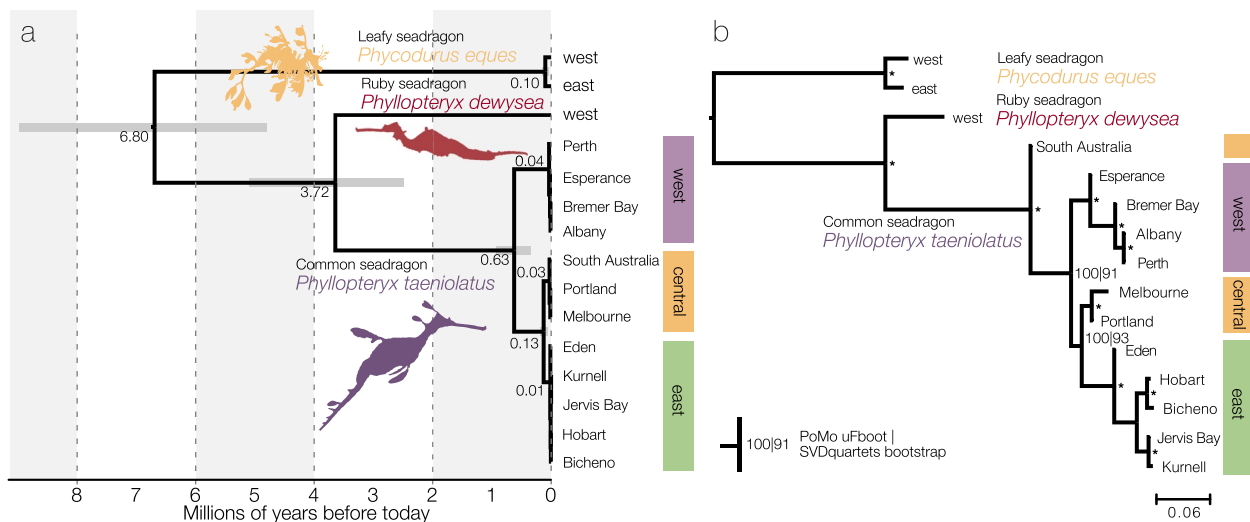 a
Leafy seadragon
Phycodurus eques
west
east
0.10
Ruby seadragon
Phyllopteryx dewysea
west
6.80
3.72
Perth
0.04
Esperance
Bremer Bay
Albany
west
0.63
Common seadragon
Phyllopteryx taeniolatus
South Australia
0.03
Portland
Melbourne
central
0.13
Eden
Kurnell
0.01
Jervis Bay
Hobart
Bicheno
east
8 7 6 5 4 3 2 1 0
Millions of years before today
b
west
east
Leafy seadragon
Phycodurus eques
Ruby seadragon
Phyllopteryx dewysea
west
*
*
South Australia
*
Common seadragon
Phyllopteryx taeniolatus
Esperance
*
Bremer Bay
*
Albany
*
Perth
west
100|91
Melbourne
*
Portland
central
100|93
Eden
*
Hobart
*
Bicheno
Jervis Bay
*
Kurnell
east
100|91
PoMo uFboot |
SVDquartets bootstrap
0.06